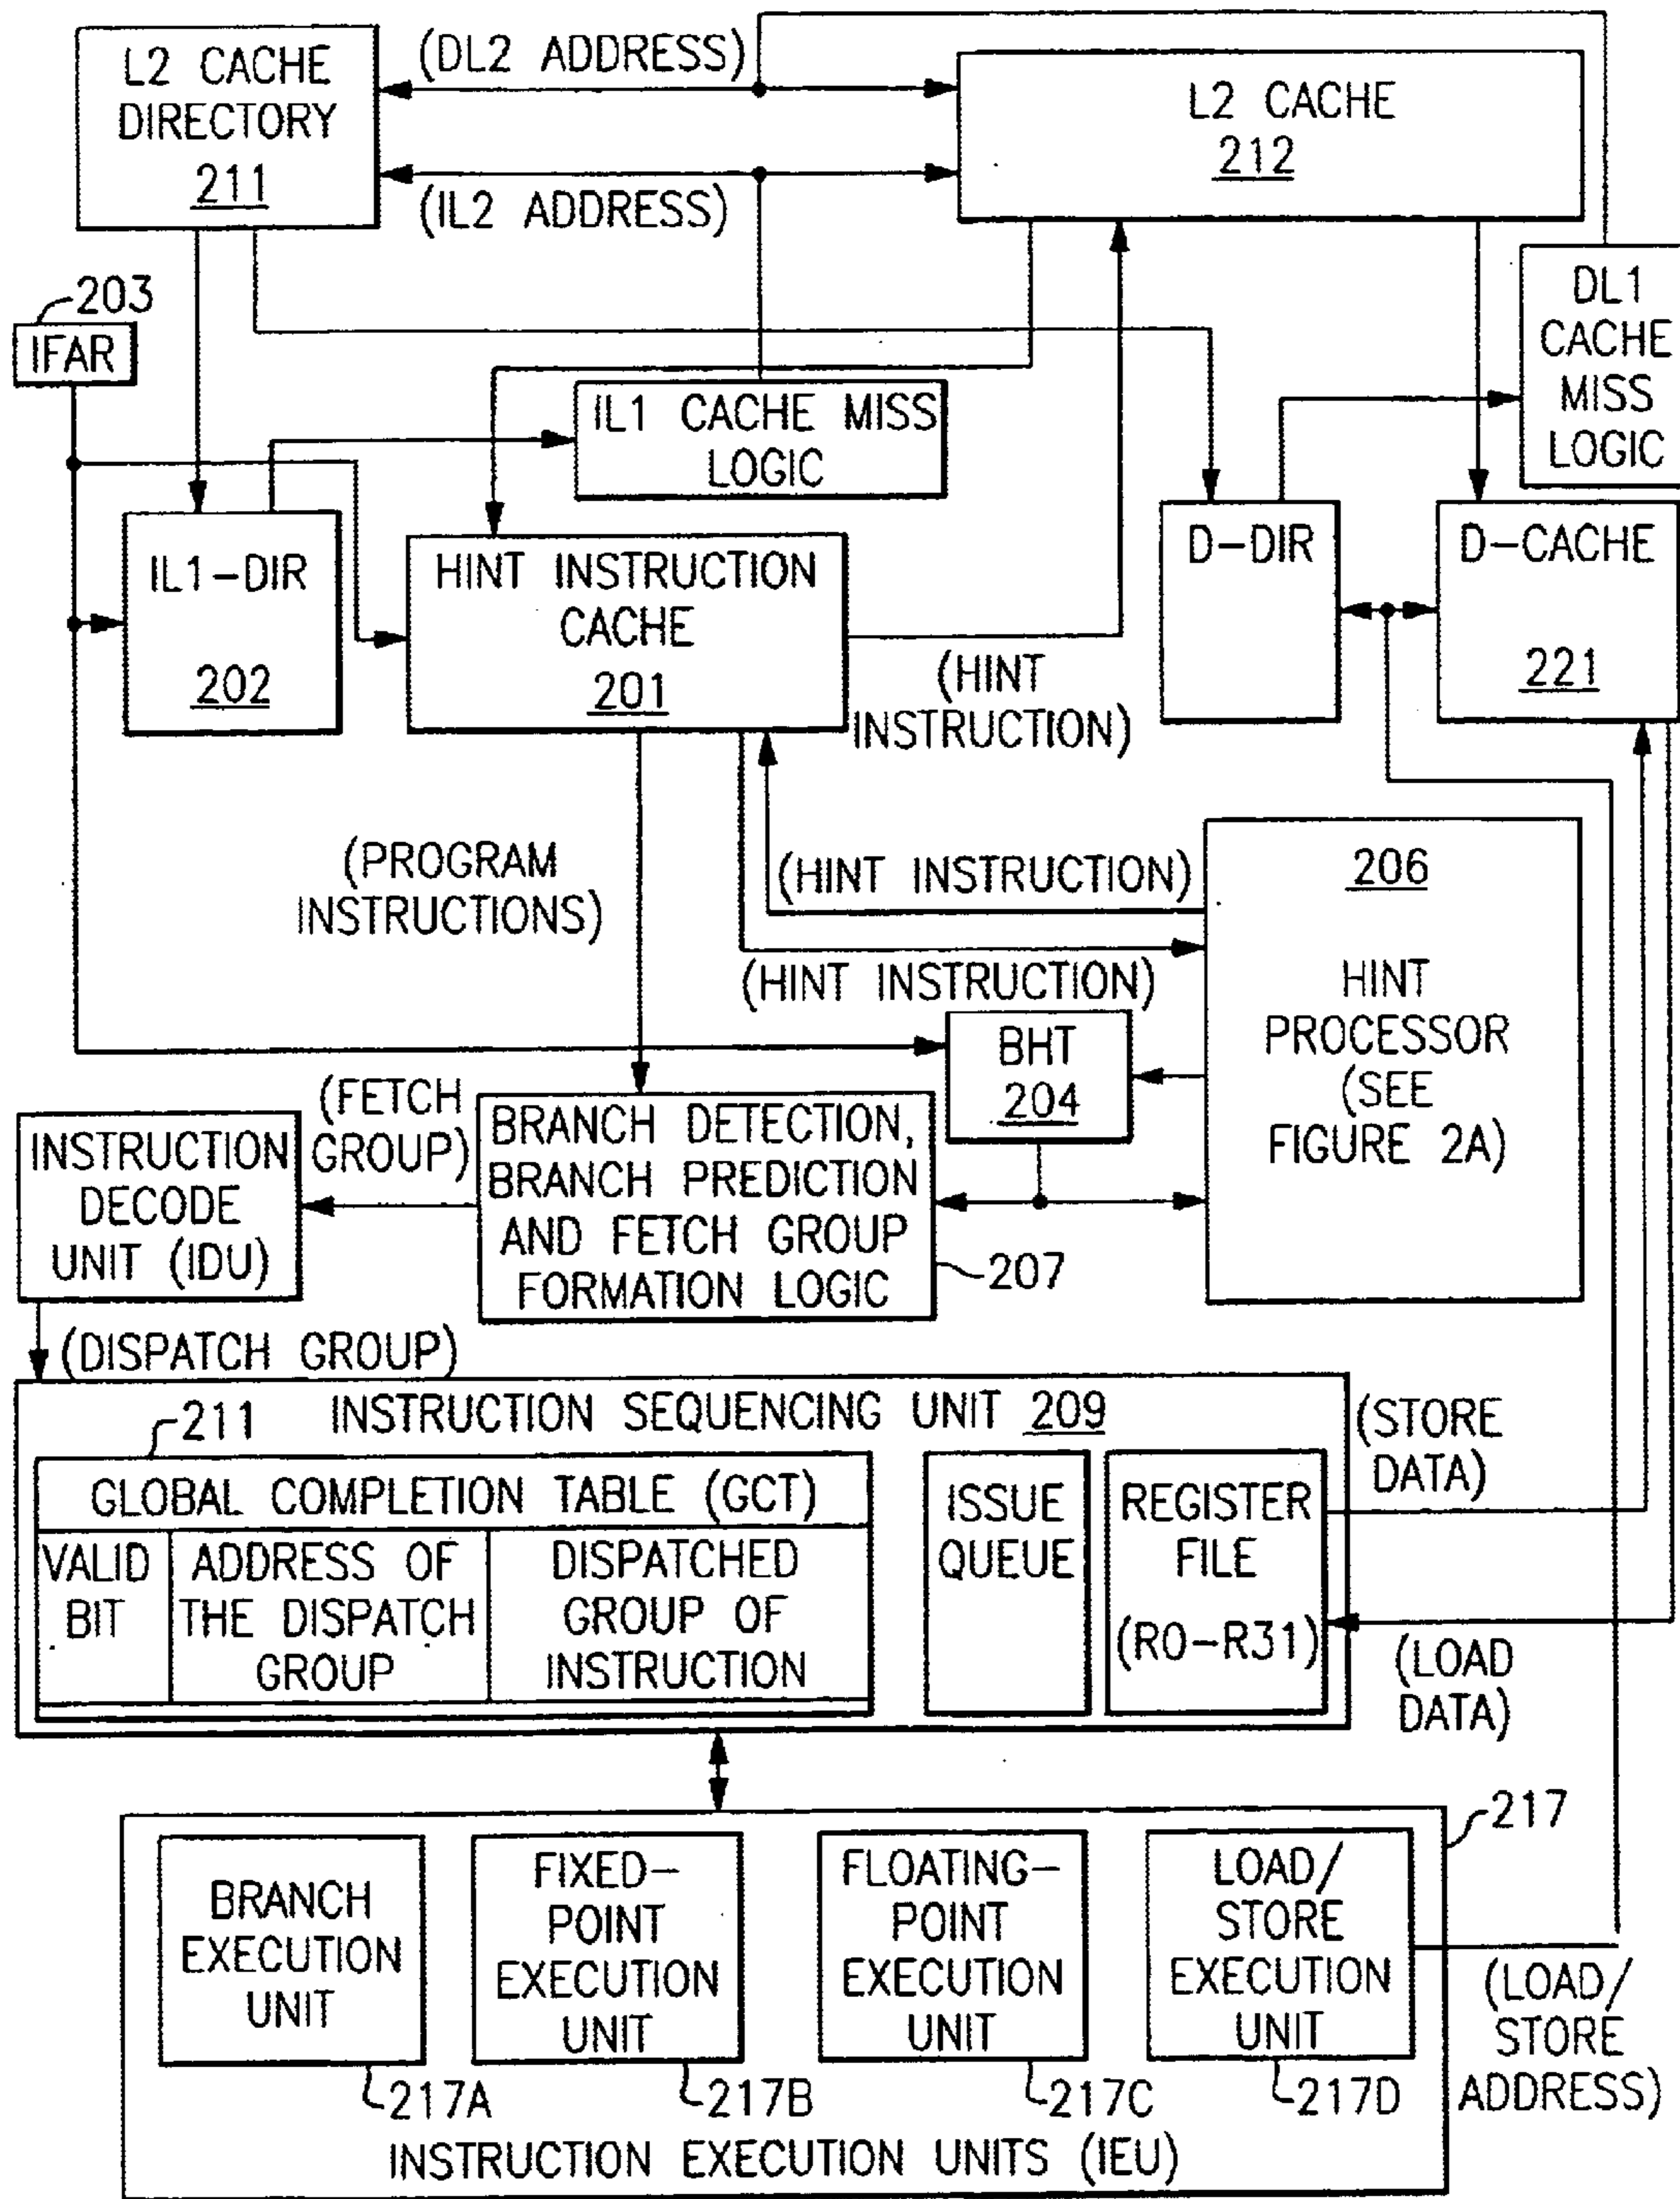 L2 CACHE
DIRECTORY
211
(DL2 ADDRESS)
(IL2 ADDRESS)
L2 CACHE
212
203
IFAR
IL1 CACHE MISS
LOGIC
DL1
CACHE
MISS
LOGIC
IL1-DIR
202
HINT INSTRUCTION
CACHE
201
(HINT
INSTRUCTION)
D-DIR
D-CACHE
221
(PROGRAM
INSTRUCTIONS)
(HINT INSTRUCTION)
(HINT INSTRUCTION)
206
HINT
PROCESSOR
(SEE
FIGURE 2A)
BHT
204
INSTRUCTION
DECODE
UNIT (IDU)
(FETCH
GROUP)
BRANCH DETECTION,
BRANCH PREDICTION
AND FETCH GROUP
FORMATION LOGIC
207
(DISPATCH GROUP)
INSTRUCTION SEQUENCING UNIT 209
211
GLOBAL COMPLETION TABLE (GCT)
VALID
BIT
ADDRESS OF
THE DISPATCH
GROUP
DISPATCHED
GROUP OF
INSTRUCTION
ISSUE
QUEUE
REGISTER
FILE
(R0-R31)
(STORE
DATA)
(LOAD
DATA)
217
BRANCH
EXECUTION
UNIT
217A
FIXED-
POINT
EXECUTION
UNIT
217B
FLOATING-
POINT
EXECUTION
UNIT
217C
LOAD/
STORE
EXECUTION
UNIT
217D
(LOAD/
STORE
ADDRESS)
INSTRUCTION EXECUTION UNITS (IEU)